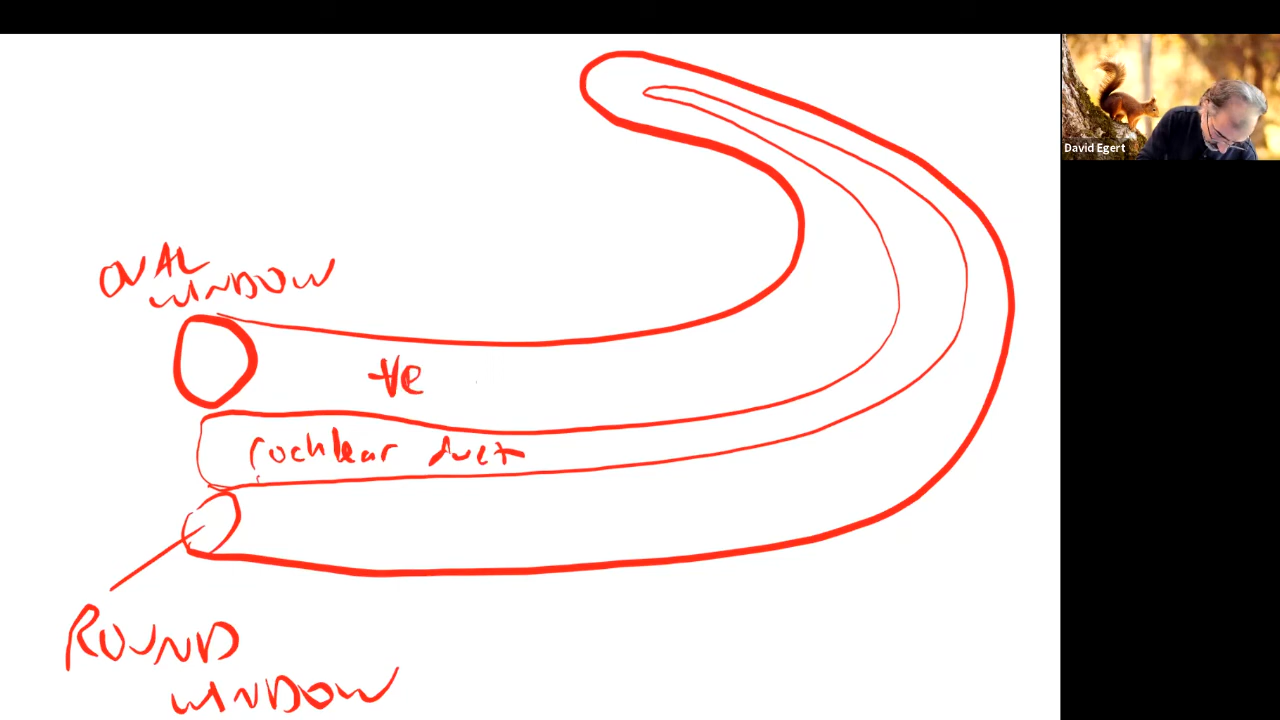 OVAL
WINDOW
ve
cochlear duct
ROUND
WINDOW
David Egert